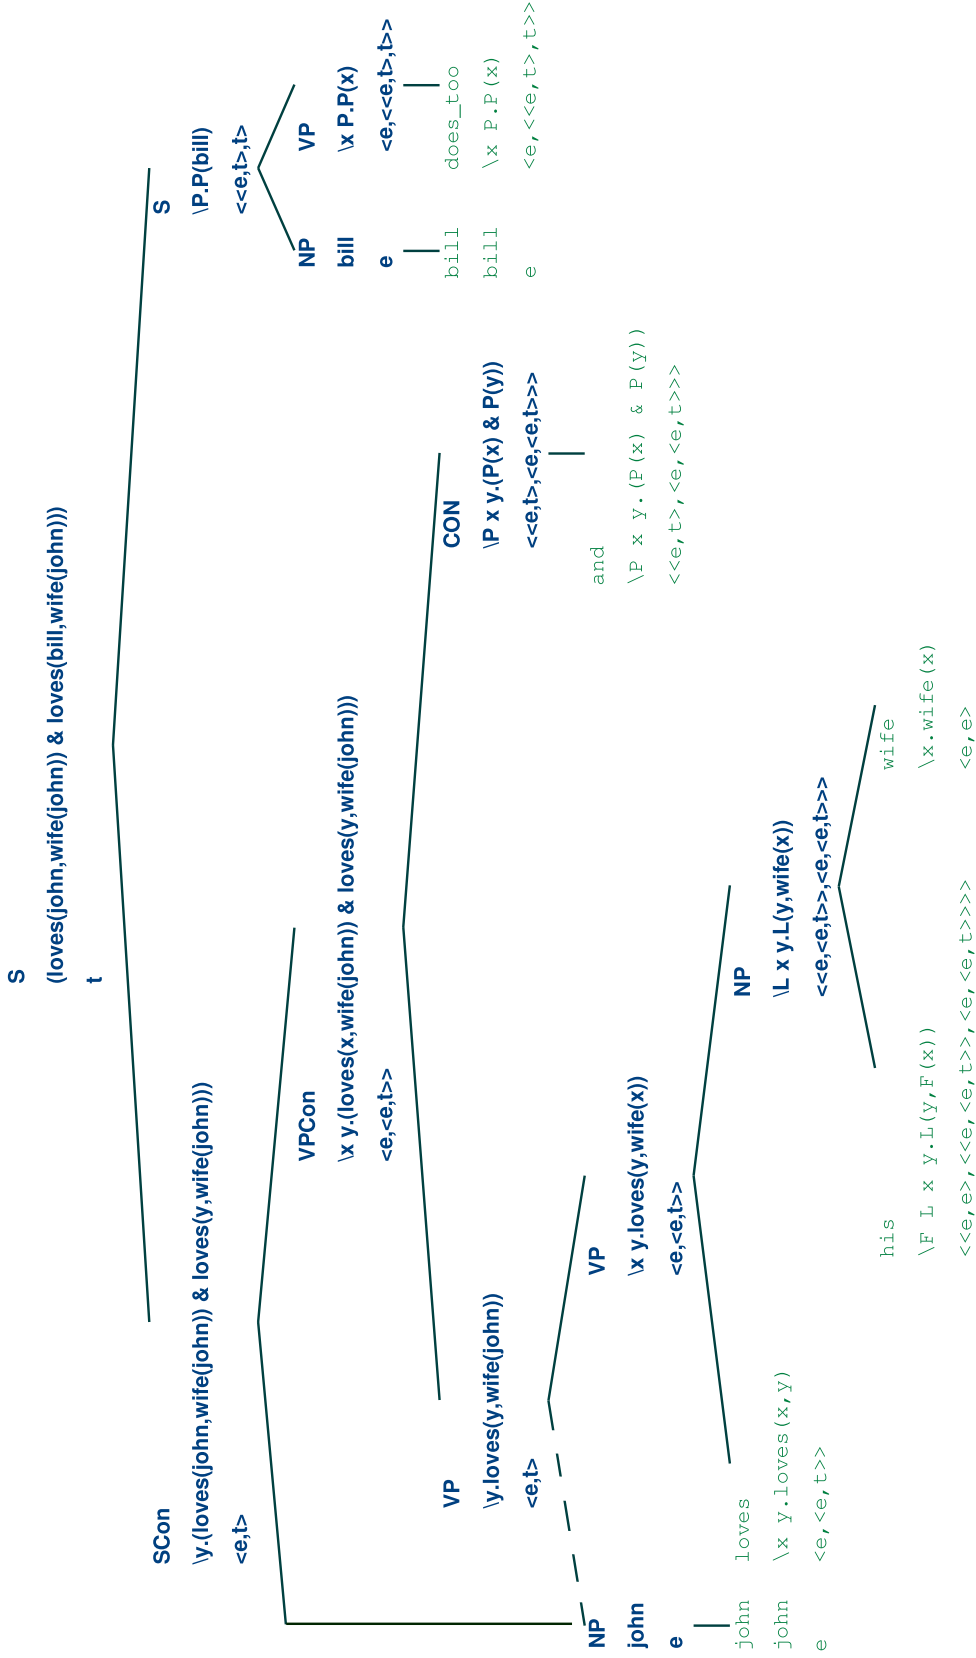 S
(loves(john,wife(john)) & loves(bill,wife(john)))
t
SCon
\y.(loves(john,wife(john)) & loves(y,wife(john)))
<e,t>
S
\P.P(bill)
<<e,t>,t>
VPCon
\x y.(loves(x,wife(john)) & loves(y,wife(john)))
<e,<e,t>>
NP
bill
e
VP
\x P.P(x)
<e,<<e,t>,t>>
VP
\y.loves(y,wife(john))
<e,t>
CON
\P x y.(P(x) & P(y))
<<e,t>,<e,<e,t>>>
bill
bill
e
does_too
\x P.P(x)
<e,<<e,t>,t>>
NP
john
e
VP
\x y.loves(y,wife(x))
<e,<e,t>>
and
\P x y.(P(x) & P(y))
<<e,t>,<e,<e,t>>>
john
john
e
loves
\x y.loves(x,y)
<e,<e,t>>
NP
\L x y.L(y,wife(x))
<<e,<e,t>>,<e,<e,t>>>
his
\F L x y.L(y,F(x))
<<e,e>,<<e,<e,t>>,<e,<e,t>>>>
wife
\x.wife(x)
<e,e>